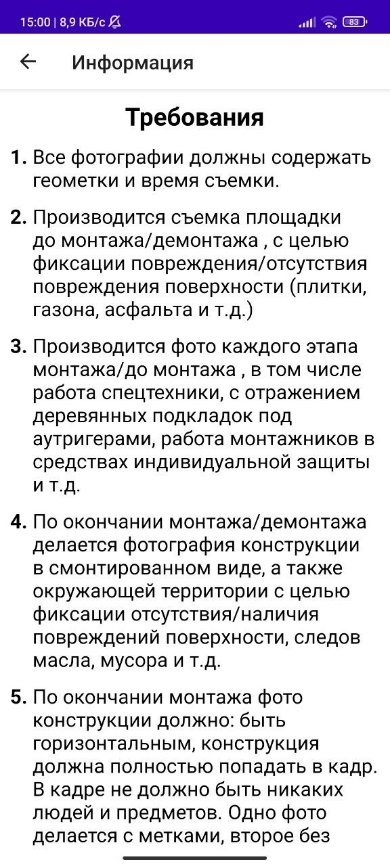 15:00 | 8,9 КБ/с
83
Информация
Требования
1. Все фотографии должны содержать
геометки и время съемки.
2. Производится съемка площадки
до монтажа/демонтажа , с целью
фиксации повреждения/отсутствия
повреждения поверхности (плитки,
газона, асфальта и т.д.)
3. Производится фото каждого этапа
монтажа/до монтажа , в том числе
работа спецтехники, с отражением
деревянных подкладок под
аутригерами, работа монтажников в
средствах индивидуальной защиты
и т.д.
4. По окончании монтажа/демонтажа
делается фотография конструкции
в смонтированном виде, а также
окружающей территории с целью
фиксации отсутствия/наличия
повреждений поверхности, следов
масла, мусора и т.д.
5. По окончании монтажа фото
конструкции должно: быть
горизонтальным, конструкция
должна полностью попадать в кадр.
В кадре не должно быть никаких
людей и предметов. Одно фото
делается с метками, второе без